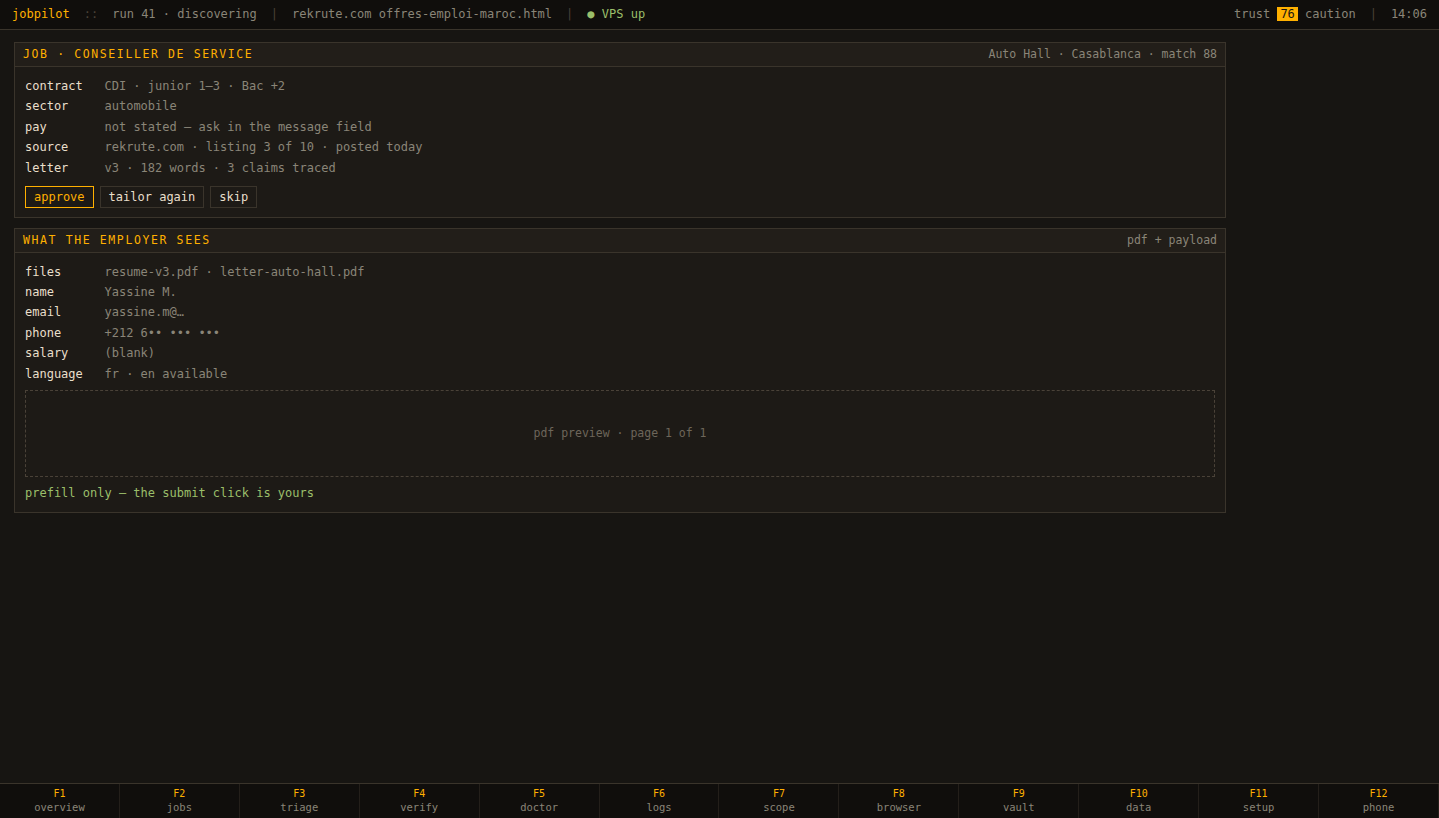 jobpilot :: run 41 · discovering | rekrute.com offres-emploi-maroc.html | ● VPS up trust 76 caution | 14:06
JOB · CONSEILLER DE SERVICE Auto Hall · Casablanca · match 88
contract CDI · junior 1–3 · Bac +2
sector automobile
pay not stated — ask in the message field
source rekrute.com · listing 3 of 10 · posted today
letter v3 · 182 words · 3 claims traced
approve tailor again skip
WHAT THE EMPLOYER SEES pdf + payload
files resume-v3.pdf · letter-auto-hall.pdf
name Yassine M.
email yassine.m@…
phone +212 6•• ••• •••
salary (blank)
language fr · en available
pdf preview · page 1 of 1
prefill only — the submit click is yours
F1 F2 F3 F4 F5 F6 F7 F8 F9 F10 F11 F12
overview jobs triage verify doctor logs scope browser vault data setup phone